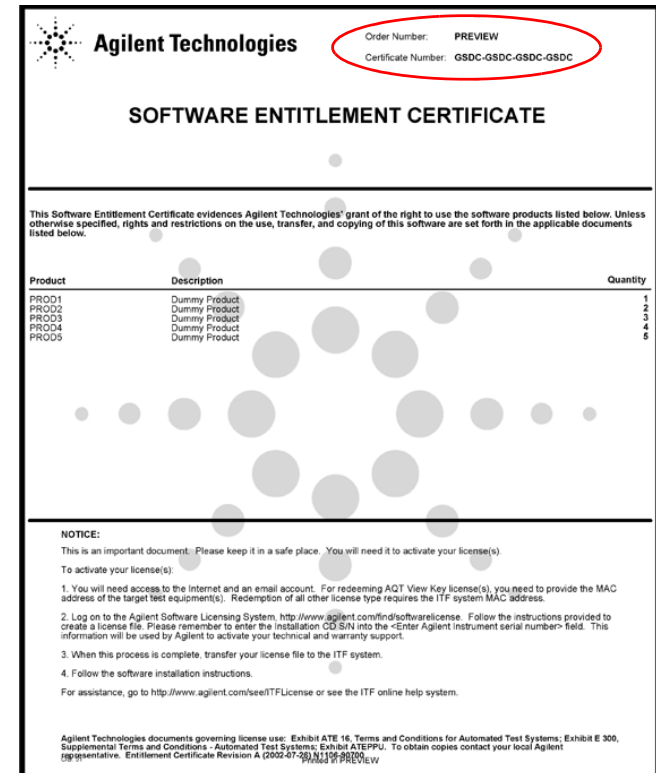 Agilent Technologies
Order Number: PREVIEW
Certificate Number: GSDC-GSDC-GSDC-GSDC
SOFTWARE ENTITLEMENT CERTIFICATE
This Software Entitlement Certificate evidences Agilent Technologies' grant of the right to use the software products listed below. Unless
otherwise specified, rights and restrictions on the use, transfer, and copying of this software are set forth in the applicable documents
listed below.
Product Description Quantity
PROD1 Dummy Product 1
PROD2 Dummy Product 2
PROD3 Dummy Product 3
PROD4 Dummy Product 4
PROD5 Dummy Product 5
NOTICE:
This is an important document. Please keep it in a safe place. You will need it to activate your license(s).
To activate your license(s):
1. You will need access to the Internet and an email account. For redeeming AQT View Key license(s), you need to provide the MAC
address of the target test equipment(s). Redemption of all other license type requires the ITF system MAC address.
2. Log on to the Agilent Software Licensing System, http://www.agilent.com/find/softwarelicense. Follow the instructions provided to
create a license file. Please remember to enter the Installation CD S/N into the <Enter Agilent Instrument serial number> field. This
information will be used by Agilent to activate your technical and warranty support.
3. When this process is complete, transfer your license file to the ITF system.
4. Follow the software installation instructions.
For assistance, go to http://www.agilent.com/see/ITFLicense or see the ITF online help system.
Agilent Technologies documents governing license use: Exhibit ATE 16, Terms and Conditions for Automated Test Systems; Exhibit E 300,
Supplemental Terms and Conditions - Automated Test Systems; Exhibit ATEPPU. To obtain copies contact your local Agilent
representative. Entitlement Certificate Revision A (2002-07-26) N1106-90700
Printed in PREVIEW